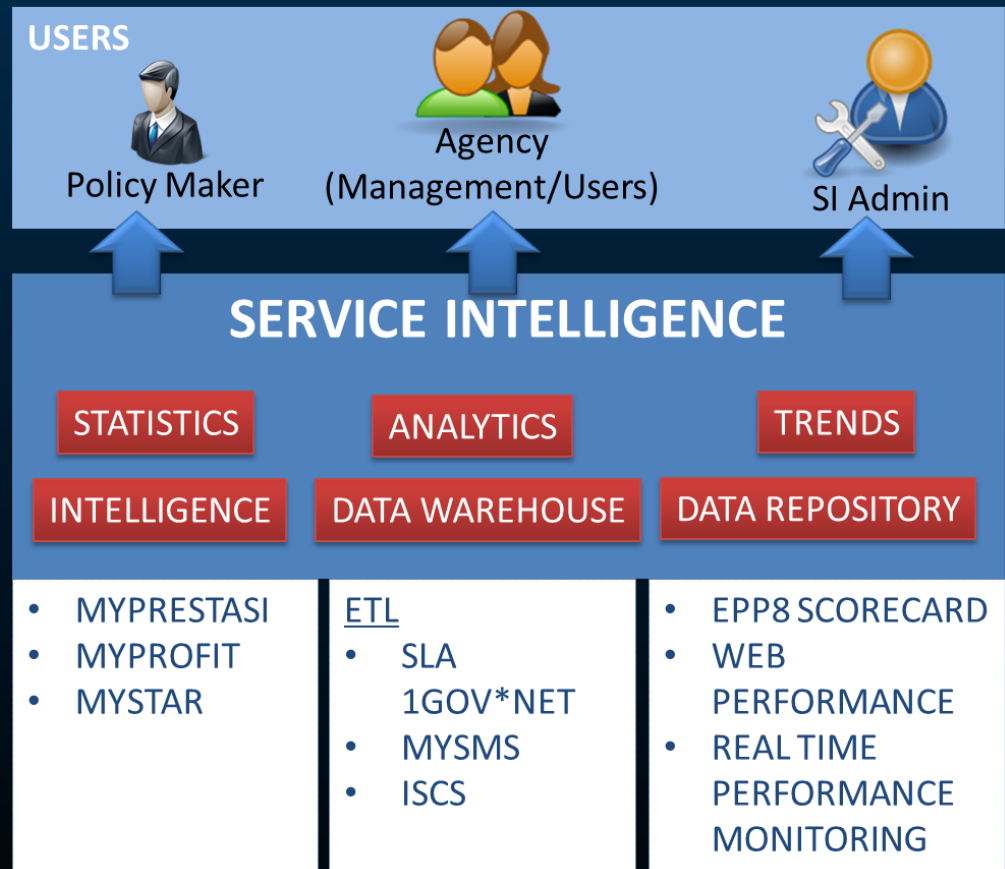 USERS
Policy Maker
Agency
(Management/Users)
SI Admin
SERVICE INTELLIGENCE
STATISTICS
ANALYTICS
TRENDS
INTELLIGENCE
DATA WAREHOUSE
DATA REPOSITORY
• MYPRESTASI
• MYPROFIT
• MYSTAR
ETL
• SLA
1GOV*NET
• MYSMS
• ISCS
• EPP8 SCORECARD
• WEB
PERFORMANCE
• REAL TIME
PERFORMANCE
MONITORING